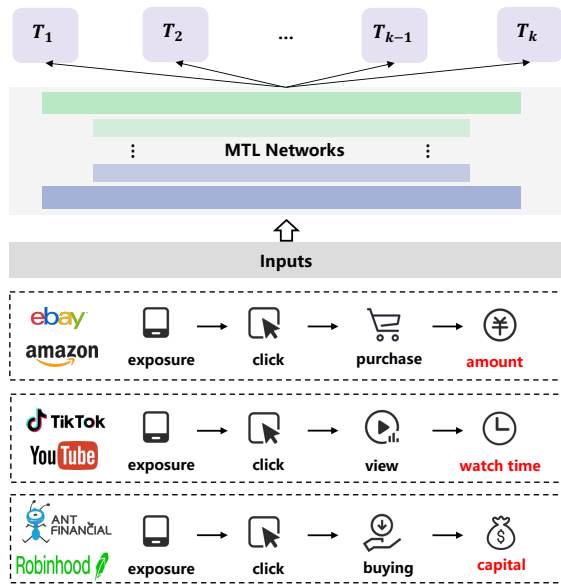 T₁ T₂ ... Tₖ₋₁ Tₖ
MTL Networks
Inputs
ebay
amazon
exposure click purchase amount
TikTok
YouTube
exposure click view watch time
ANT
FINANCIAL
Robinhood
exposure click buying capital